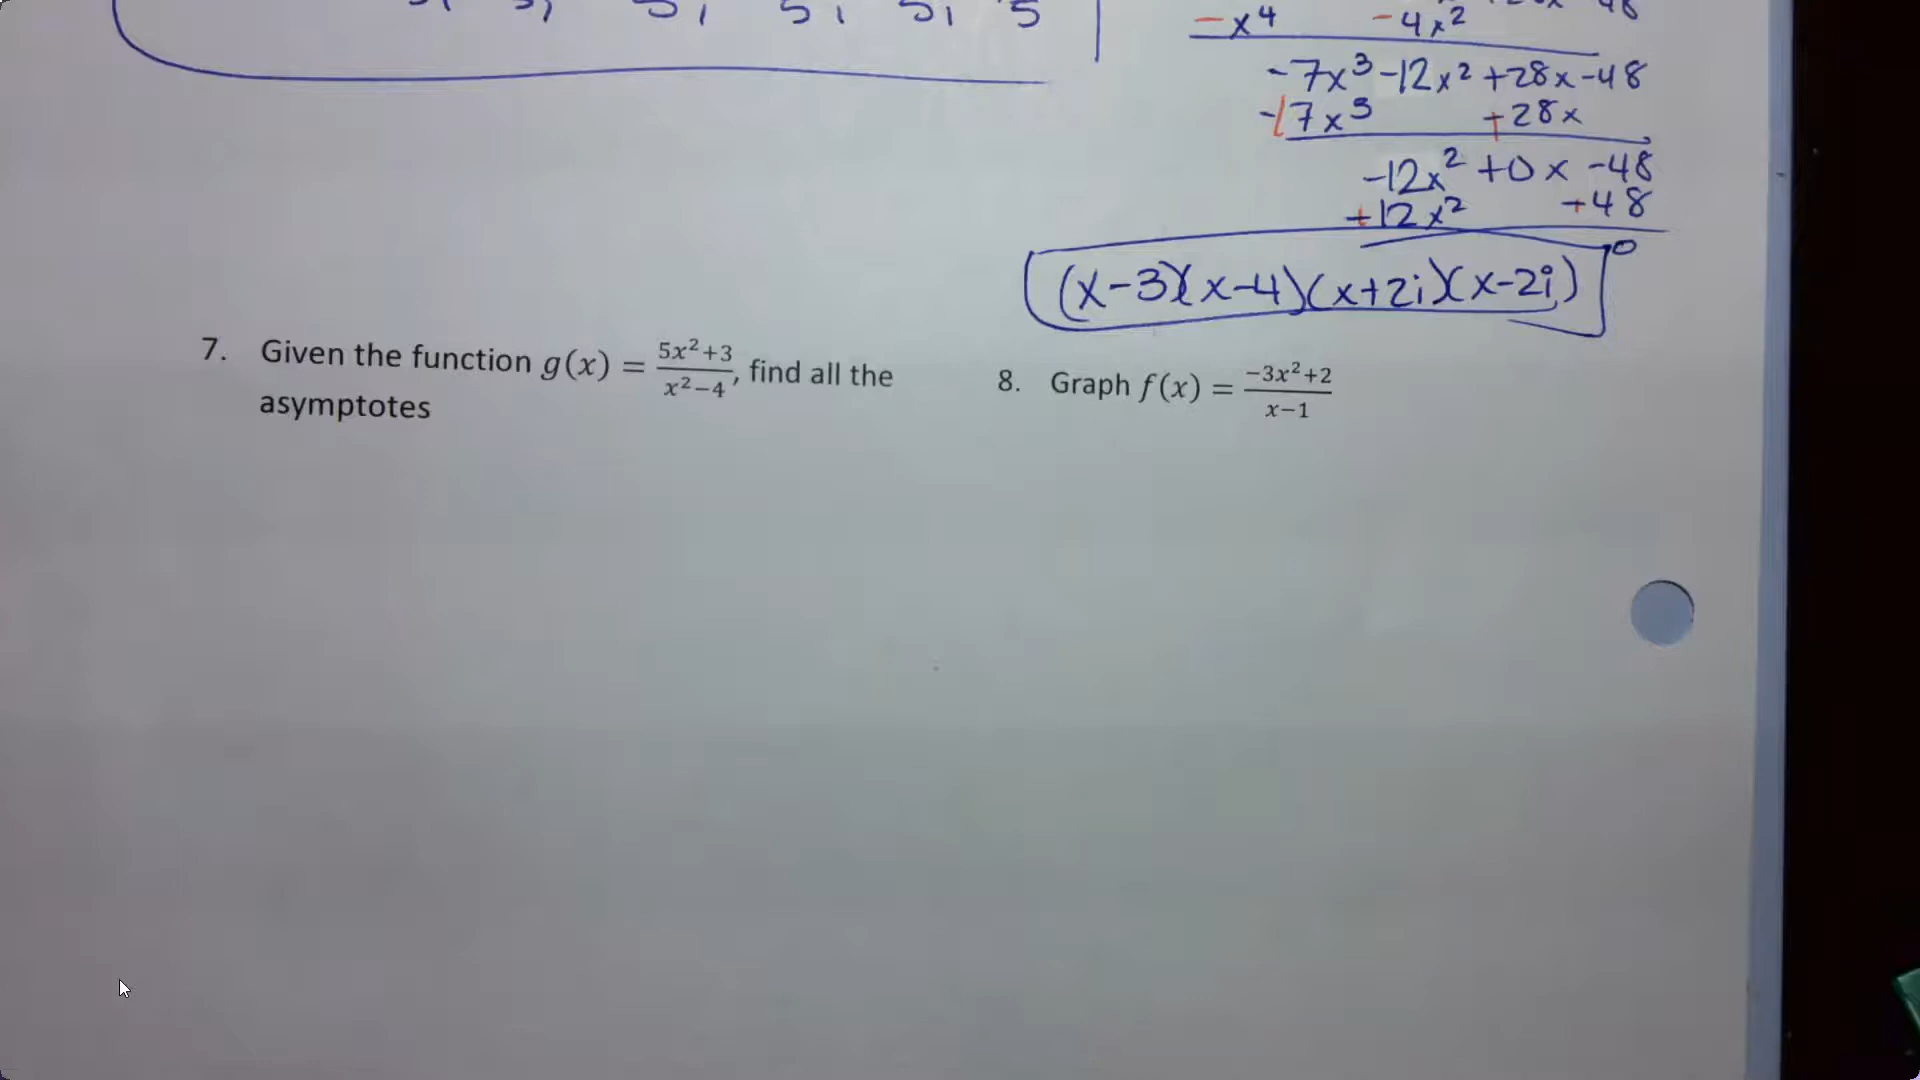 -x⁴ -4x²
-7x³-12x²+28x-48
-7x³ +28x
-12x²+0x-48
+12x² +48
0
(x-3)(x-4)(x+2i)(x-2i)
7. Given the function g(x) = (5x²+3)/(x²-4), find all the
asymptotes
8. Graph f(x) = (-3x²+2)/(x-1)